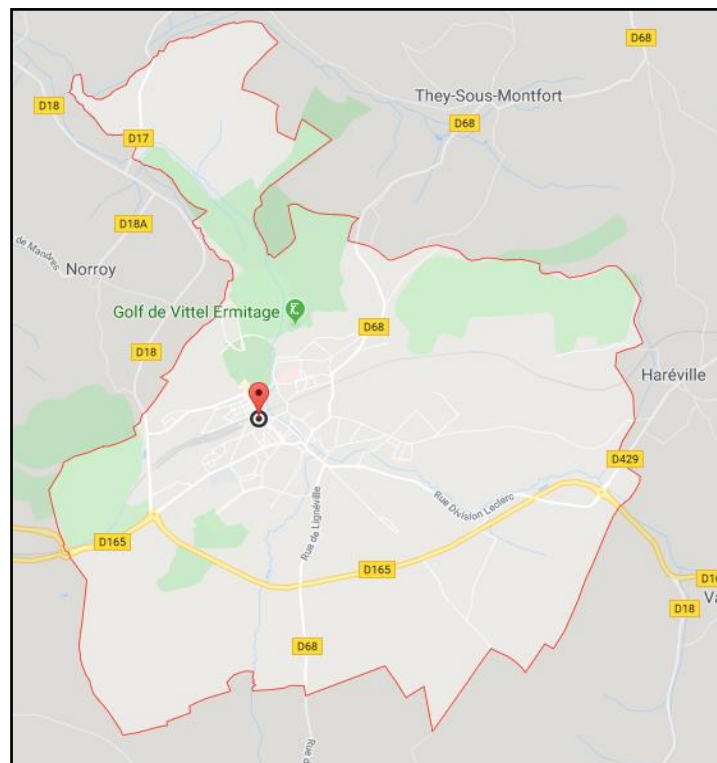 D68
They-Sous-Montfort
D18
D68
D17
D18A
de Mandres
Norroy
Golf de Vittel Ermitage
D68
D18
Haréville
D429
Rue de Lignéville
Rue Division Leclerc
D165
D165
D18
D68